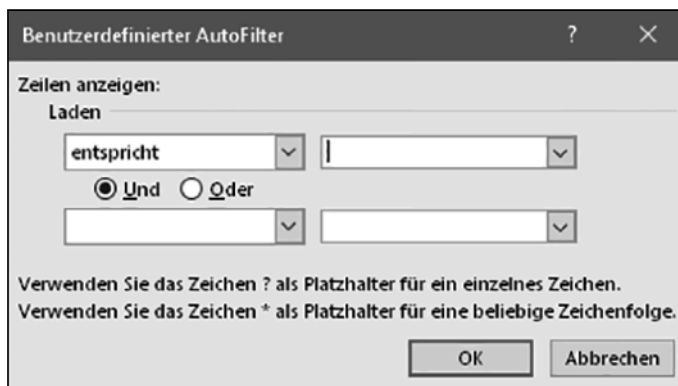 Benutzerdefinierter AutoFilter ? ×
Zeilen anzeigen:
Laden
entspricht
Und Oder
Verwenden Sie das Zeichen ? als Platzhalter für ein einzelnes Zeichen.
Verwenden Sie das Zeichen * als Platzhalter für eine beliebige Zeichenfolge.
OK Abbrechen